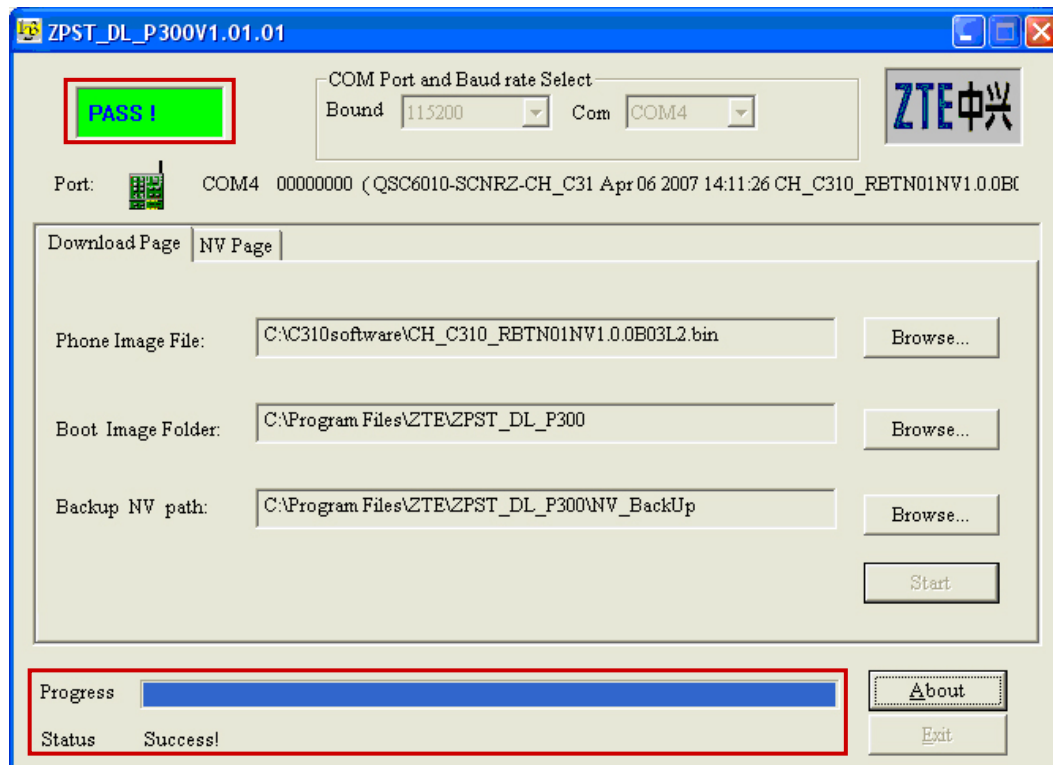 ZPST_DL_P300V1.01.01
PASS !
COM Port and Baud rate Select
Bound 115200 Com COM4
ZTE中兴
Port: COM4 00000000 ( QSC6010-SCNRZ-CH_C31 Apr 06 2007 14:11:26 CH_C310_RBTN01NV1.0.0B0
Download Page NV Page
Phone Image File: C:\C310software\CH_C310_RBTN01NV1.0.0B03L2.bin Browse...
Boot Image Folder: C:\Program Files\ZTE\ZPST_DL_P300 Browse...
Backup NV path: C:\Program Files\ZTE\ZPST_DL_P300\NV_BackUp Browse...
Start
Progress About
Status Success! Exit